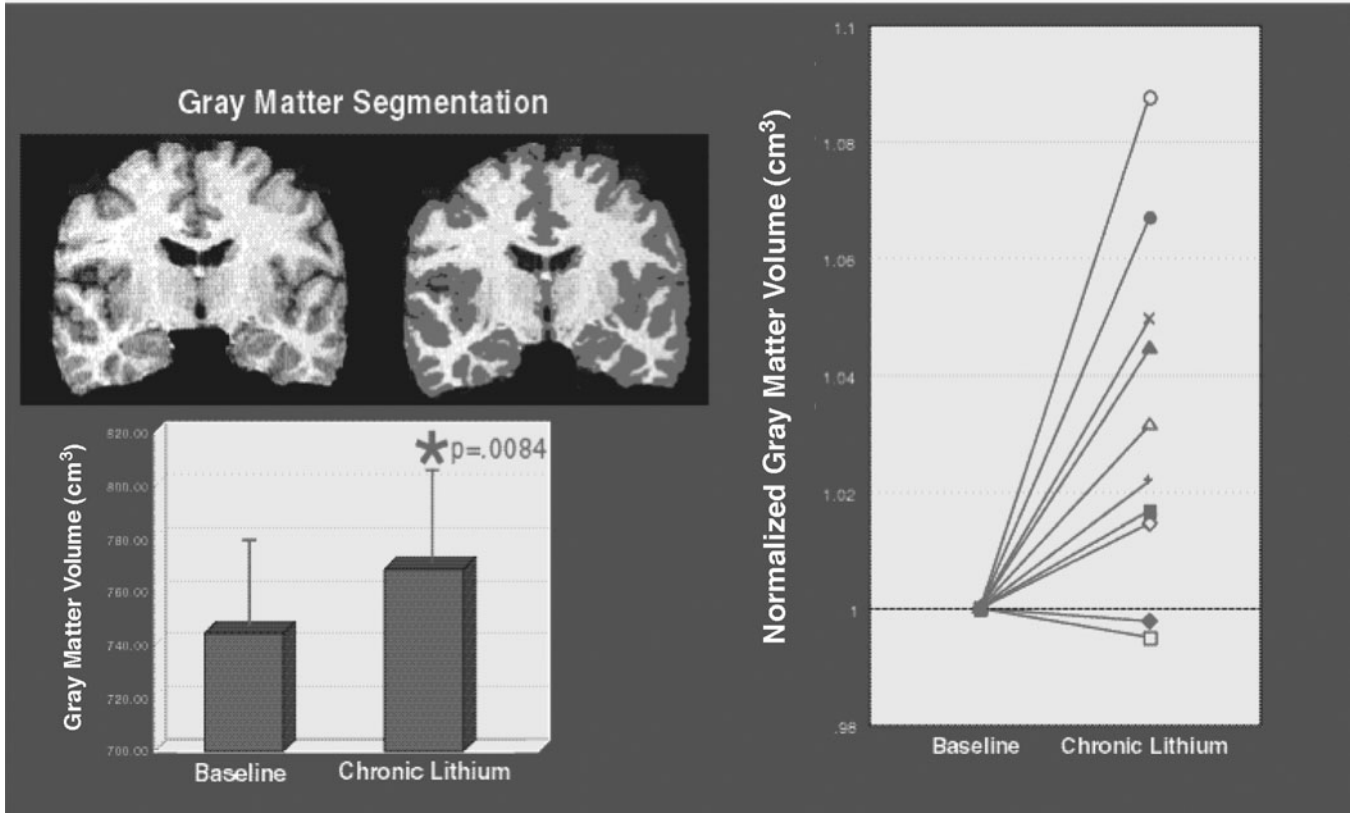 Gray Matter Segmentation
Gray Matter Volume (cm³)
820.00
800.00
780.00
760.00
740.00
720.00
700.00
*p=.0084
Baseline
Chronic Lithium
Normalized Gray Matter Volume (cm³)
1.1
1.08
1.06
1.04
1.02
1
.98
Baseline
Chronic Lithium